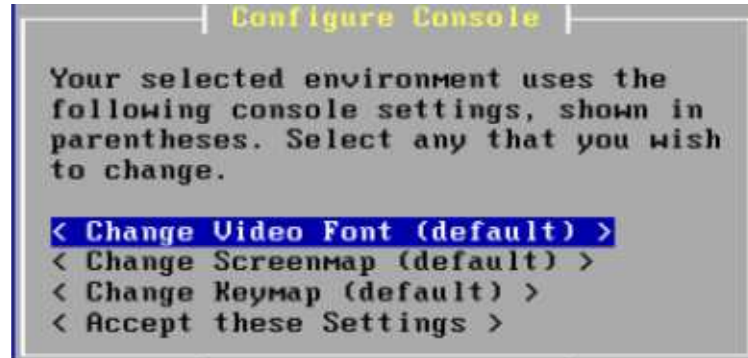 Configure Console
Your selected environment uses the
following console settings, shown in
parentheses. Select any that you wish
to change.
< Change Video Font (default) >
< Change Screenmap (default) >
< Change Keymap (default) >
< Accept these Settings >